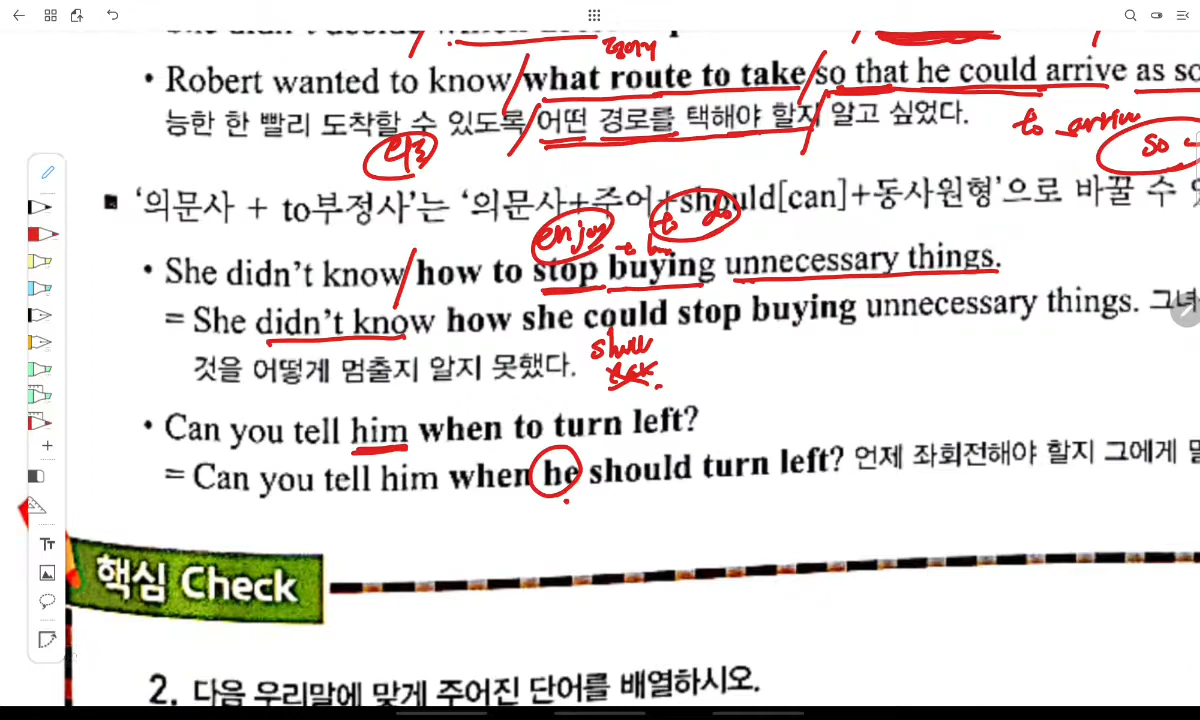 • Robert wanted to know what route to take so that he could arrive as so
능한 한 빨리 도착할 수 있도록 어떤 경로를 택해야 할지 알고 싶었다.
to arrive
so
'의문사 + to부정사'는 '의문사+주어+should[can]+동사원형'으로 바꿀 수 있
enjoy
to do
• She didn't know how to stop buying unnecessary things.
= She didn't know how she could stop buying unnecessary things. 그녀
것을 어떻게 멈출지 알지 못했다.
• Can you tell him when to turn left?
= Can you tell him when he should turn left? 언제 좌회전해야 할지 그에게 말
핵심 Check
2. 다음 우리말에 맞게 주어진 단어를 배열하시오.
Tт